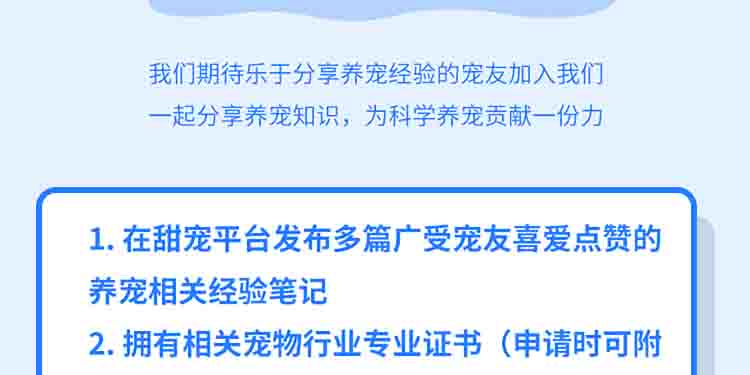 我们期待乐于分享养宠经验的宠友加入我们
一起分享养宠知识，为科学养宠贡献一份力
1. 在甜宠平台发布多篇广受宠友喜爱点赞的
养宠相关经验笔记
2. 拥有相关宠物行业专业证书（申请时可附